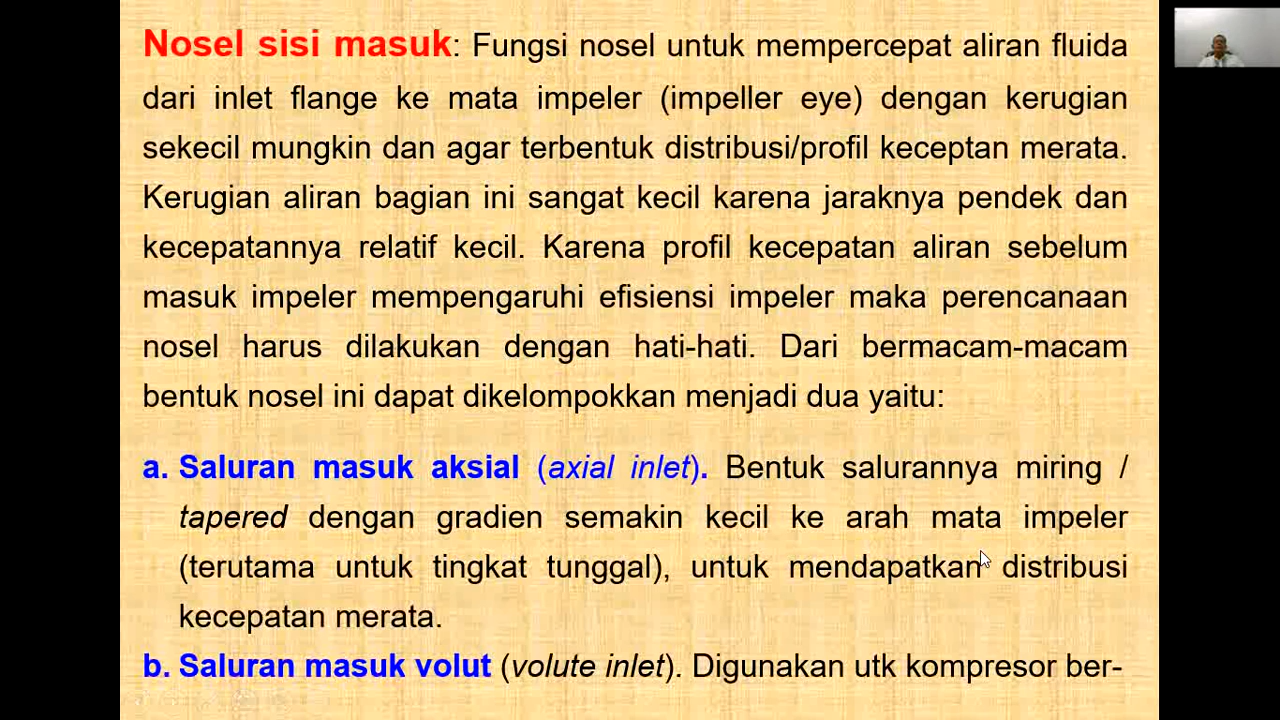 Nosel sisi masuk: Fungsi nosel untuk mempercepat aliran fluida
dari inlet flange ke mata impeler (impeller eye) dengan kerugian
sekecil mungkin dan agar terbentuk distribusi/profil keceptan merata.
Kerugian aliran bagian ini sangat kecil karena jaraknya pendek dan
kecepatannya relatif kecil. Karena profil kecepatan aliran sebelum
masuk impeler mempengaruhi efisiensi impeler maka perencanaan
nosel harus dilakukan dengan hati-hati. Dari bermacam-macam
bentuk nosel ini dapat dikelompokkan menjadi dua yaitu:
a. Saluran masuk aksial (axial inlet). Bentuk salurannya miring /
tapered dengan gradien semakin kecil ke arah mata impeler
(terutama untuk tingkat tunggal), untuk mendapatkan distribusi
kecepatan merata.
b. Saluran masuk volut (volute inlet). Digunakan utk kompresor ber-